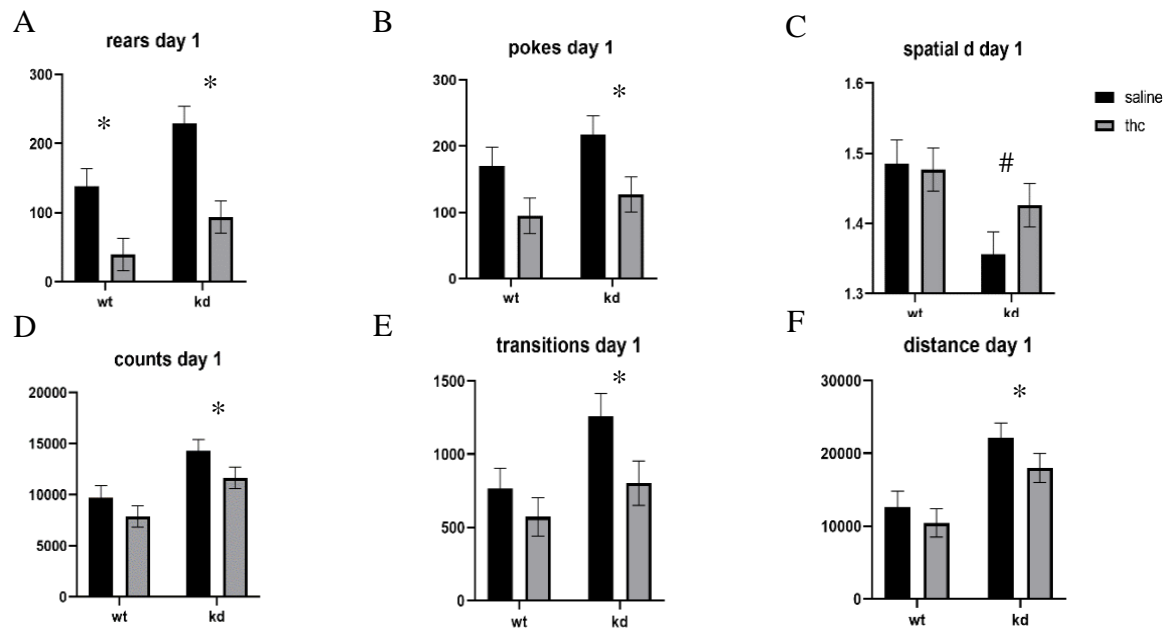 A
rears day 1
300
200
100
0
*
*
wt
kd
B
pokes day 1
300
200
100
0
*
wt
kd
C
spatial d day 1
1.6
1.5
1.4
1.3
#
wt
kd
saline
thc
D
counts day 1
20000
15000
10000
5000
0
*
wt
kd
E
transitions day 1
1500
1000
500
0
*
wt
kd
F
distance day 1
30000
20000
10000
0
*
wt
kd